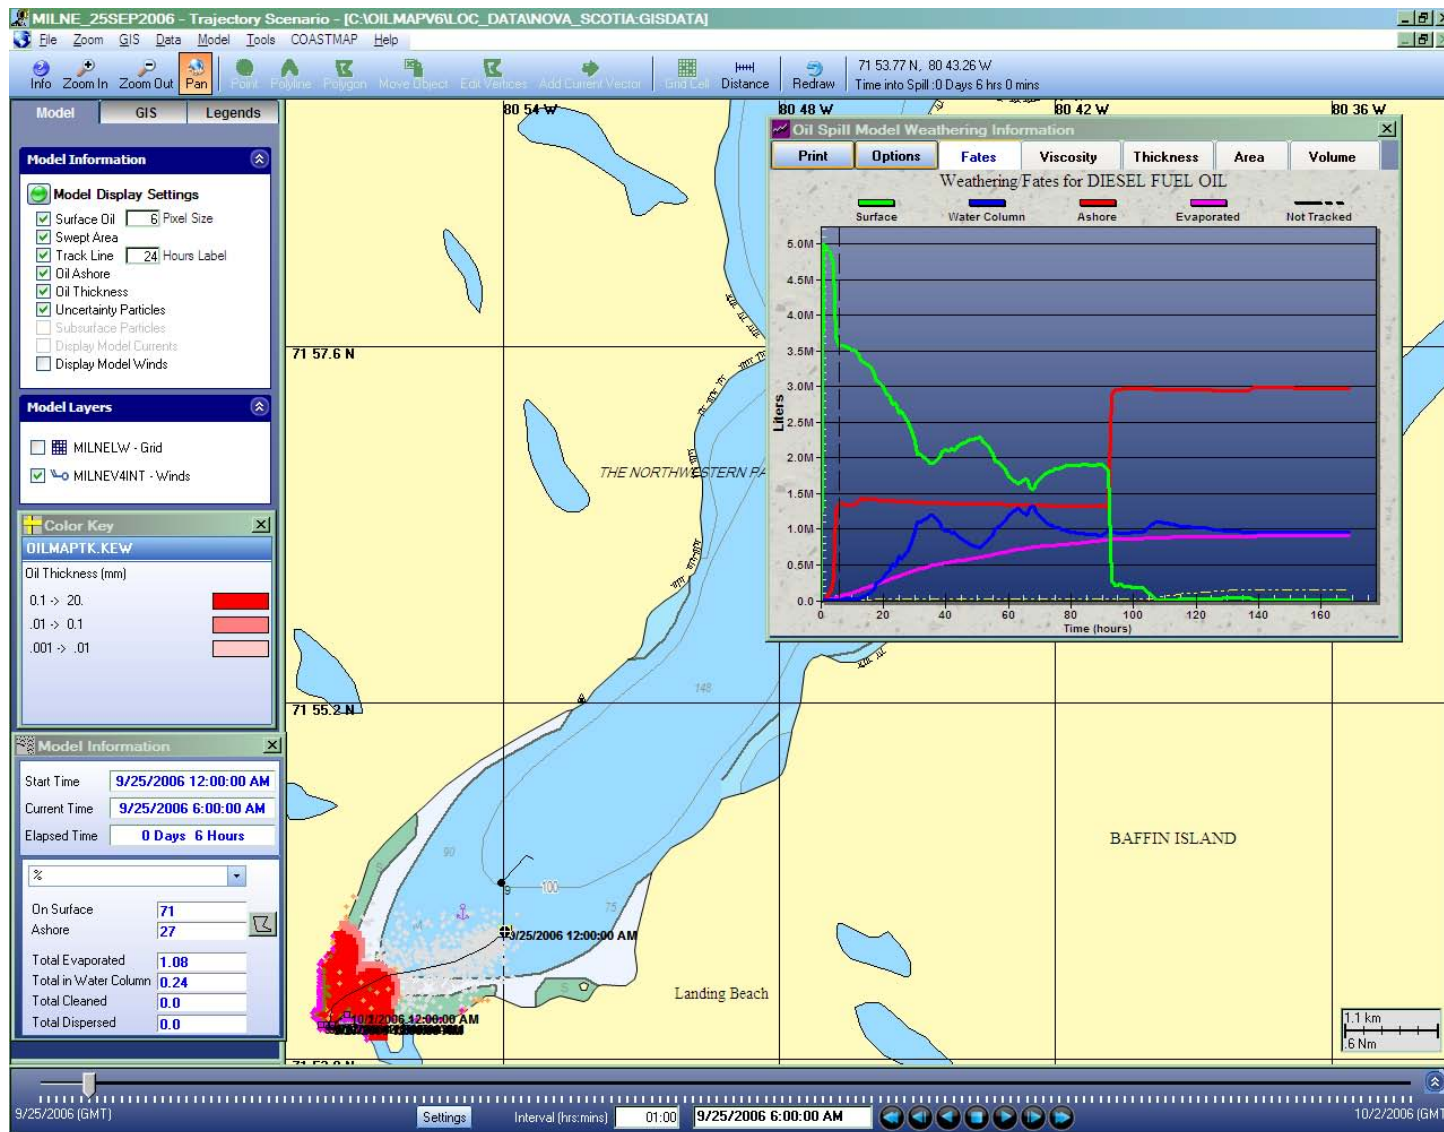 MILNE_25SEP2006 - Trajectory Scenario - [C:\OILMAPV6\LOC_DATA\NOVA_SCOTIA:GISDATA]
File Zoom GIS Data Model Tools COASTMAP Help
Info Zoom In Zoom Out Pan Point Polyline Polygon Move Object Edit Vertices Add Current Vector Grid Cell Distance Redraw
71 53.77 N, 80 43.26 W
Time into Spill :0 Days 6 hrs 0 mins
Model GIS Legends
Model Information
Model Display Settings
Surface Oil 6 Pixel Size
Swept Area
Track Line 24 Hours Label
Oil Ashore
Oil Thickness
Uncertainty Particles
Subsurface Particles
Display Model Currents
Display Model Winds
Model Layers
MILNELW - Grid
MILNEV4INT - Winds
Color Key
OILMAPTK.KEW
Oil Thickness (mm)
0.1 -> 20.
.01 -> 0.1
.001 -> .01
Model Information
Start Time 9/25/2006 12:00:00 AM
Current Time 9/25/2006 6:00:00 AM
Elapsed Time 0 Days 6 Hours
%
On Surface 71
Ashore 27
Total Evaporated 1.08
Total in Water Column 0.24
Total Cleaned 0.0
Total Dispersed 0.0
80 54 W 80 48 W 80 42 W 80 36 W
Oil Spill Model Weathering Information
Print Options Fates Viscosity Thickness Area Volume
Weathering/Fates for DIESEL FUEL OIL
Surface Water Column Ashore Evaporated Not Tracked
5.0M
4.5M
4.0M
3.5M
3.0M
2.5M
2.0M
1.5M
1.0M
0.5M
0.0
Liters
0 20 40 60 80 100 120 140 160
Time (hours)
71 57.6 N
THE NORTHWESTERN PA
148
71 55.2 N
BAFFIN ISLAND
90
S
9
100
75
9/25/2006 12:00:00 AM
S
Landing Beach
10/2/2006 12:00:00 AM
1.1 km
.6 Nm
9/25/2006 (GMT)
Settings Interval (hrs:mins) 01:00 9/25/2006 6:00:00 AM
10/2/2006 (GMT